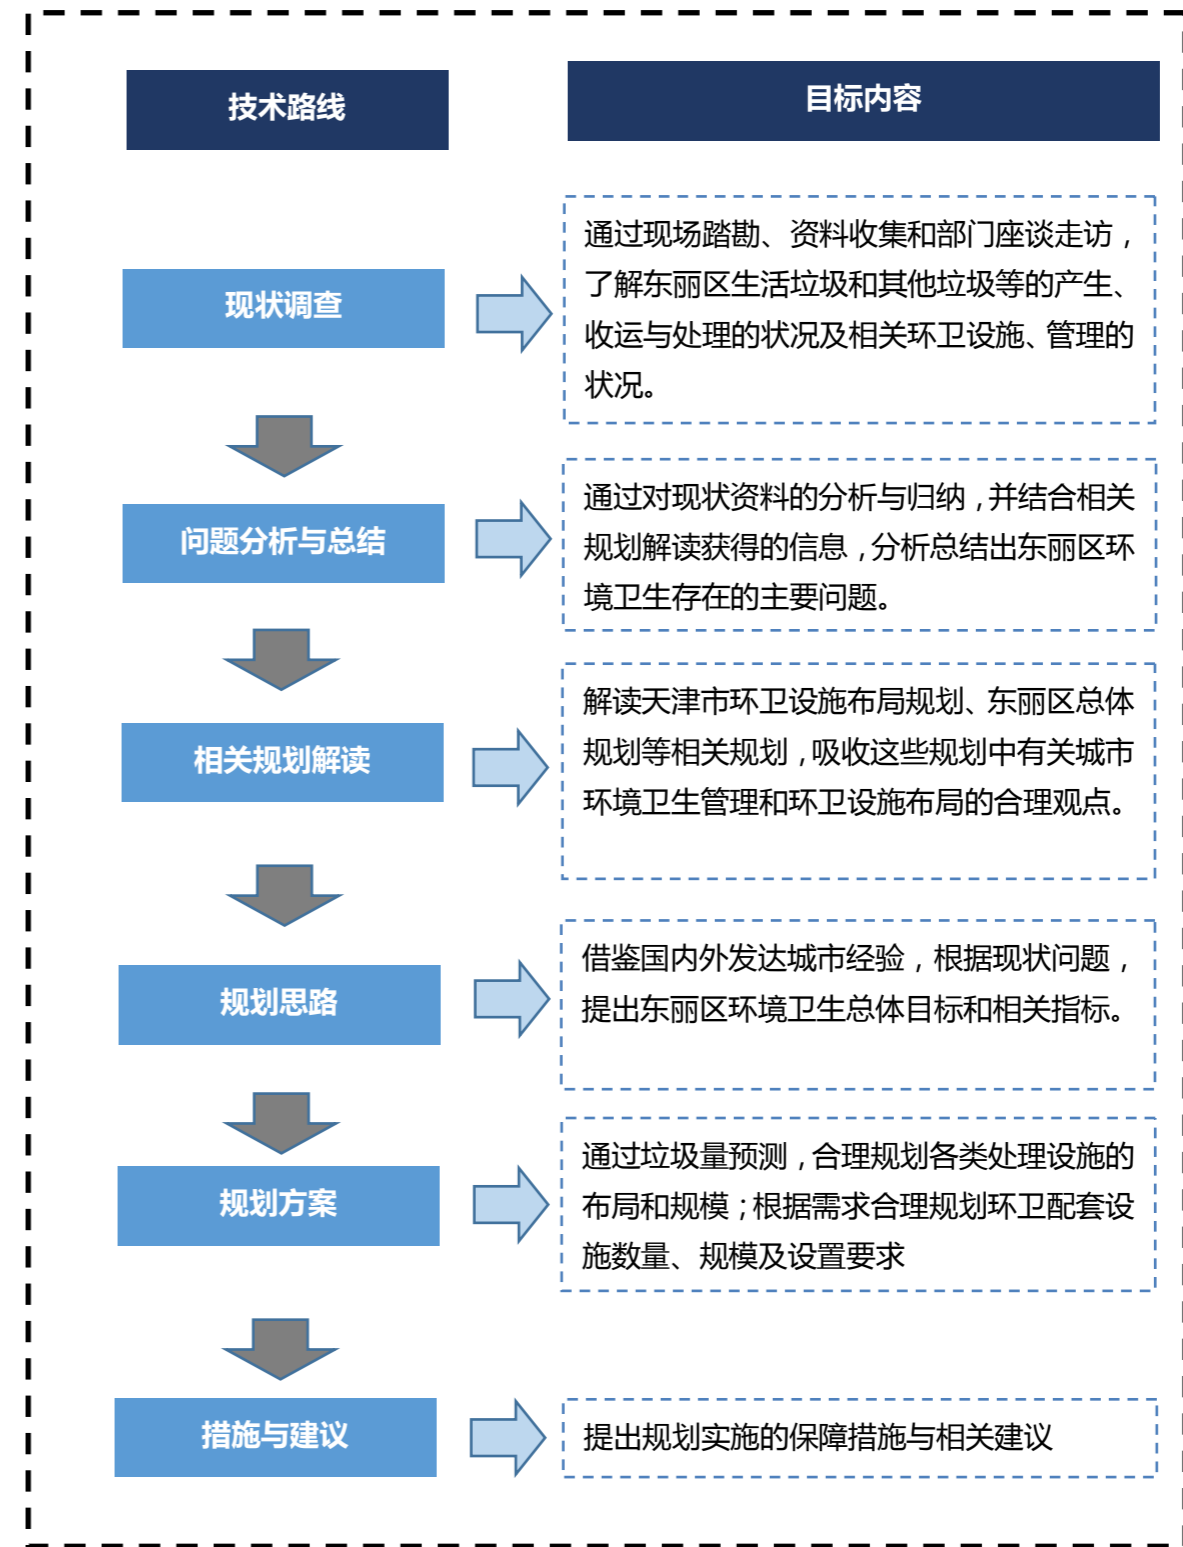 技术路线
目标内容
现状调查
通过现场踏勘、资料收集和部门座谈走访，
了解东丽区生活垃圾和其他垃圾等的产生、
收运与处理的状况及相关环卫设施、管理的
状况。
问题分析与总结
通过对现状资料的分析与归纳，并结合相关
规划解读获得的信息，分析总结出东丽区环
境卫生存在的主要问题。
相关规划解读
解读天津市环卫设施布局规划、东丽区总体
规划等相关规划，吸收这些规划中有关城市
环境卫生管理和环卫设施布局的合理观点。
规划思路
借鉴国内外发达城市经验，根据现状问题，
提出东丽区环境卫生总体目标和相关指标。
规划方案
通过垃圾量预测，合理规划各类处理设施的
布局和规模；根据需求合理规划环卫配套设
施数量、规模及设置要求
措施与建议
提出规划实施的保障措施与相关建议